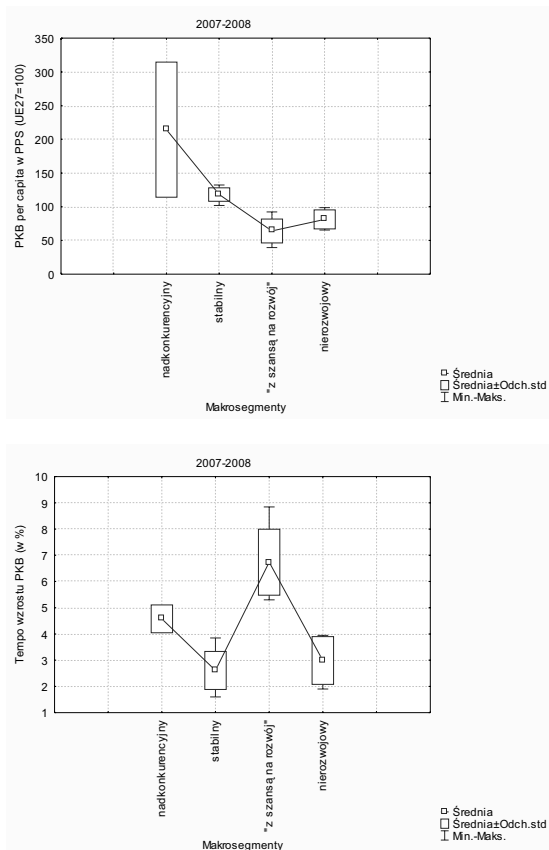 2007-2008
PKB per capita w PPS (UE27=100)
350
300
250
200
150
100
50
0
nadkonkurencyjny
stabilny
"z szansą na rozwój"
nierozwojowy
Makrosegmenty
Średnia
Średnia±Odch.std
Min.-Maks.
2007-2008
Tempo wzrostu PKB (w %)
10
9
8
7
6
5
4
3
2
1
nadkonkurencyjny
stabilny
"z szansą na rozwój"
nierozwojowy
Makrosegmenty
Średnia
Średnia±Odch.std
Min.-Maks.